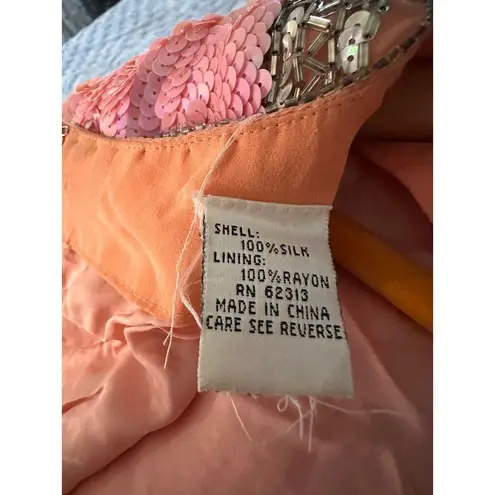 SHELL:
100%SILK
LINING:
100%RAYON
RN 62313
MADE IN CHINA
CARE SEE REVERSE